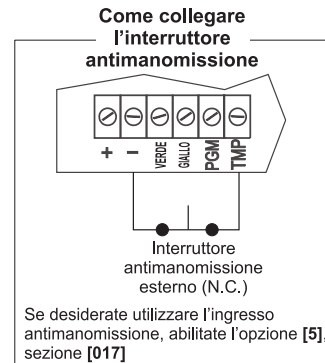 Come collegare
l'interruttore
antimanomissione
+ − VERDE GIALLO PGM TMP
Interruttore
antimanomissione
esterno (N.C.)
Se desiderate utilizzare l'ingresso
antimanomissione, abilitate l'opzione [5],
sezione [017]